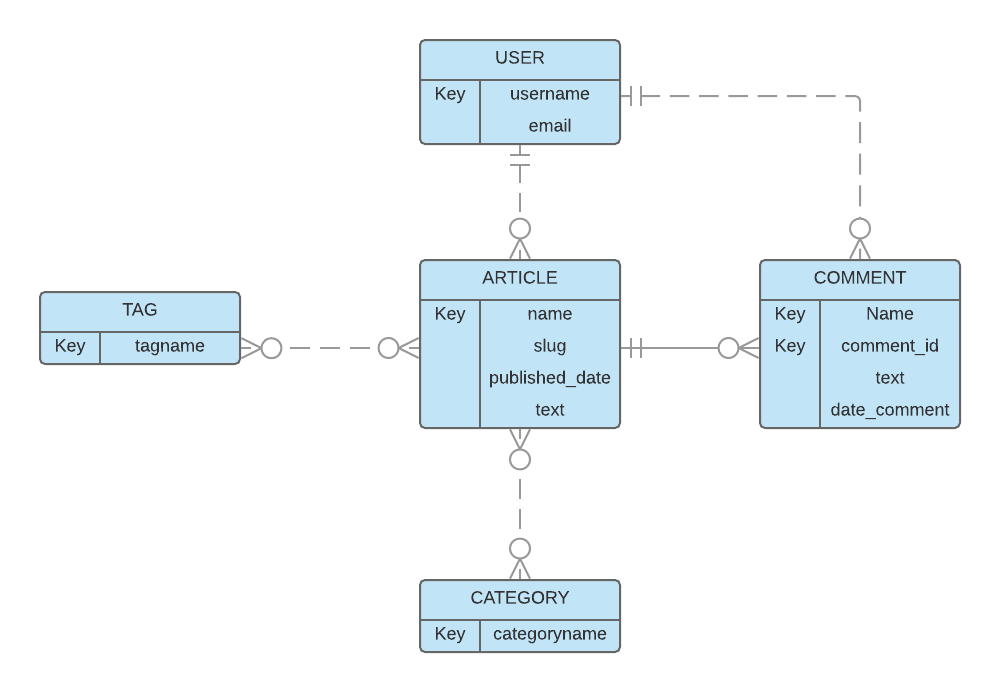 USER
Key username
email
ARTICLE
Key name
slug
published_date
text
COMMENT
Key Name
Key comment_id
text
date_comment
TAG
Key tagname
CATEGORY
Key categoryname